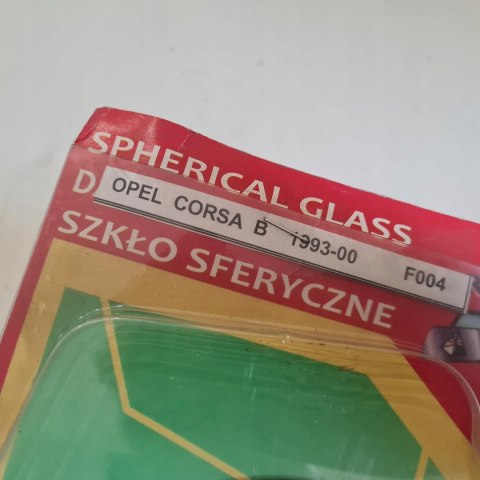 SPHERICAL GLASS
OPEL CORSA B 1993-00 F004
SZKŁO SFERYCZNE